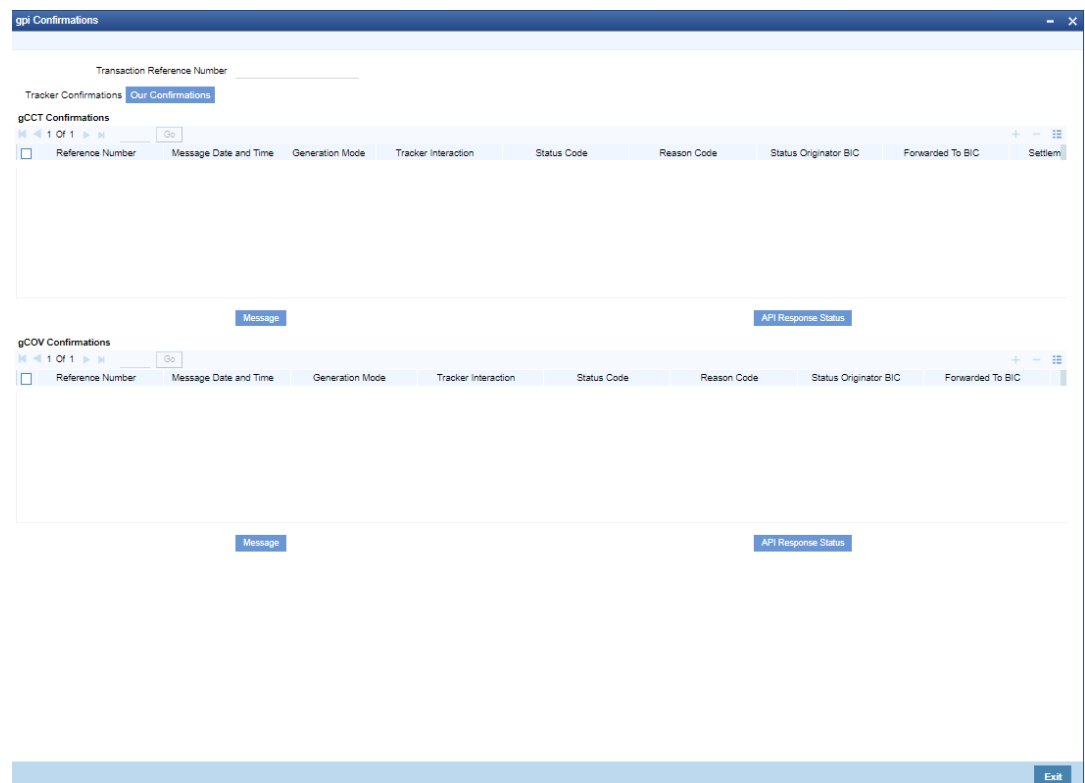 gpi Confirmations
Transaction Reference Number
Tracker Confirmations Our Confirmations
gCCT Confirmations
1 Of 1 Go
Reference Number Message Date and Time Generation Mode Tracker Interaction Status Code Reason Code Status Originator BIC Forwarded To BIC Settlem
Message API Response Status
gCOV Confirmations
1 Of 1 Go
Reference Number Message Date and Time Generation Mode Tracker Interaction Status Code Reason Code Status Originator BIC Forwarded To BIC
Message API Response Status
Exit